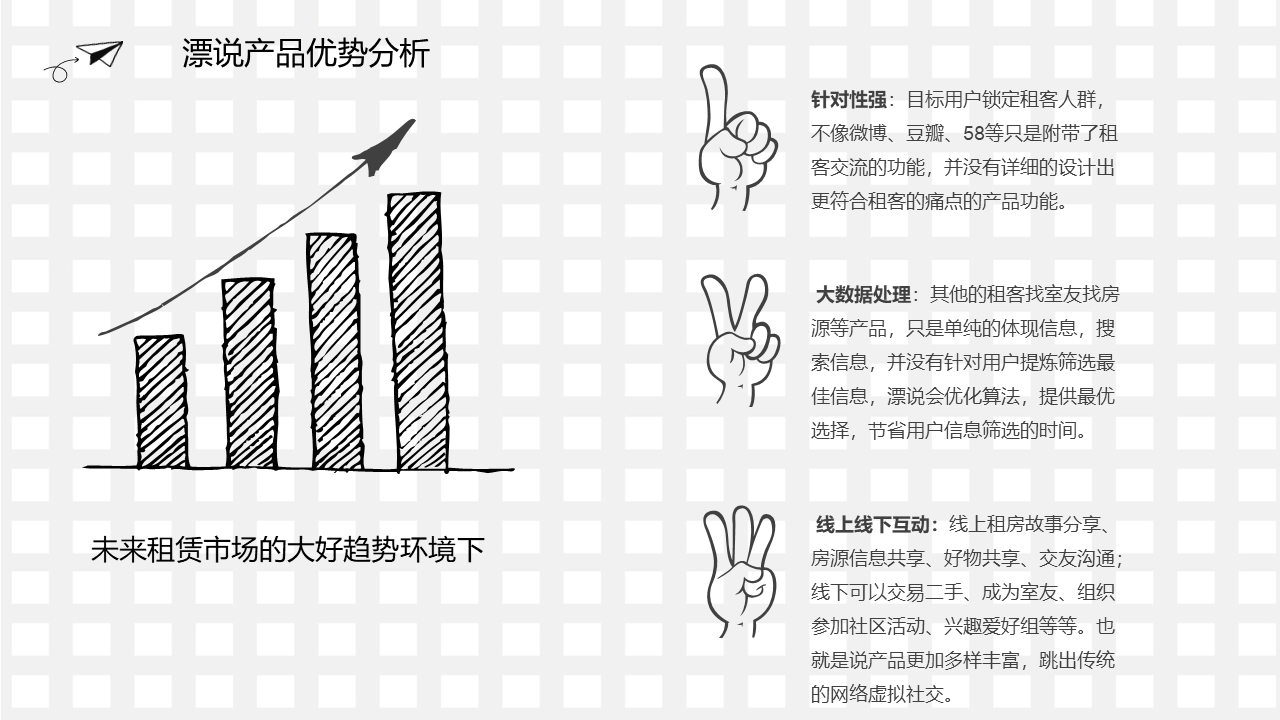 漂说产品优势分析
未来租赁市场的大好趋势环境下
针对性强：目标用户锁定租客人群，
不像微博、豆瓣、58等只是附带了租
客交流的功能，并没有详细的设计出
更符合租客的痛点的产品功能。
大数据处理：其他的租客找室友找房
源等产品，只是单纯的体现信息，搜
索信息，并没有针对用户提炼筛选最
佳信息，漂说会优化算法，提供最优
选择，节省用户信息筛选的时间。
线上线下互动：线上租房故事分享、
房源信息共享、好物共享、交友沟通；
线下可以交易二手、成为室友、组织
参加社区活动、兴趣爱好组等等。也
就是说产品更加多样丰富，跳出传统
的网络虚拟社交。